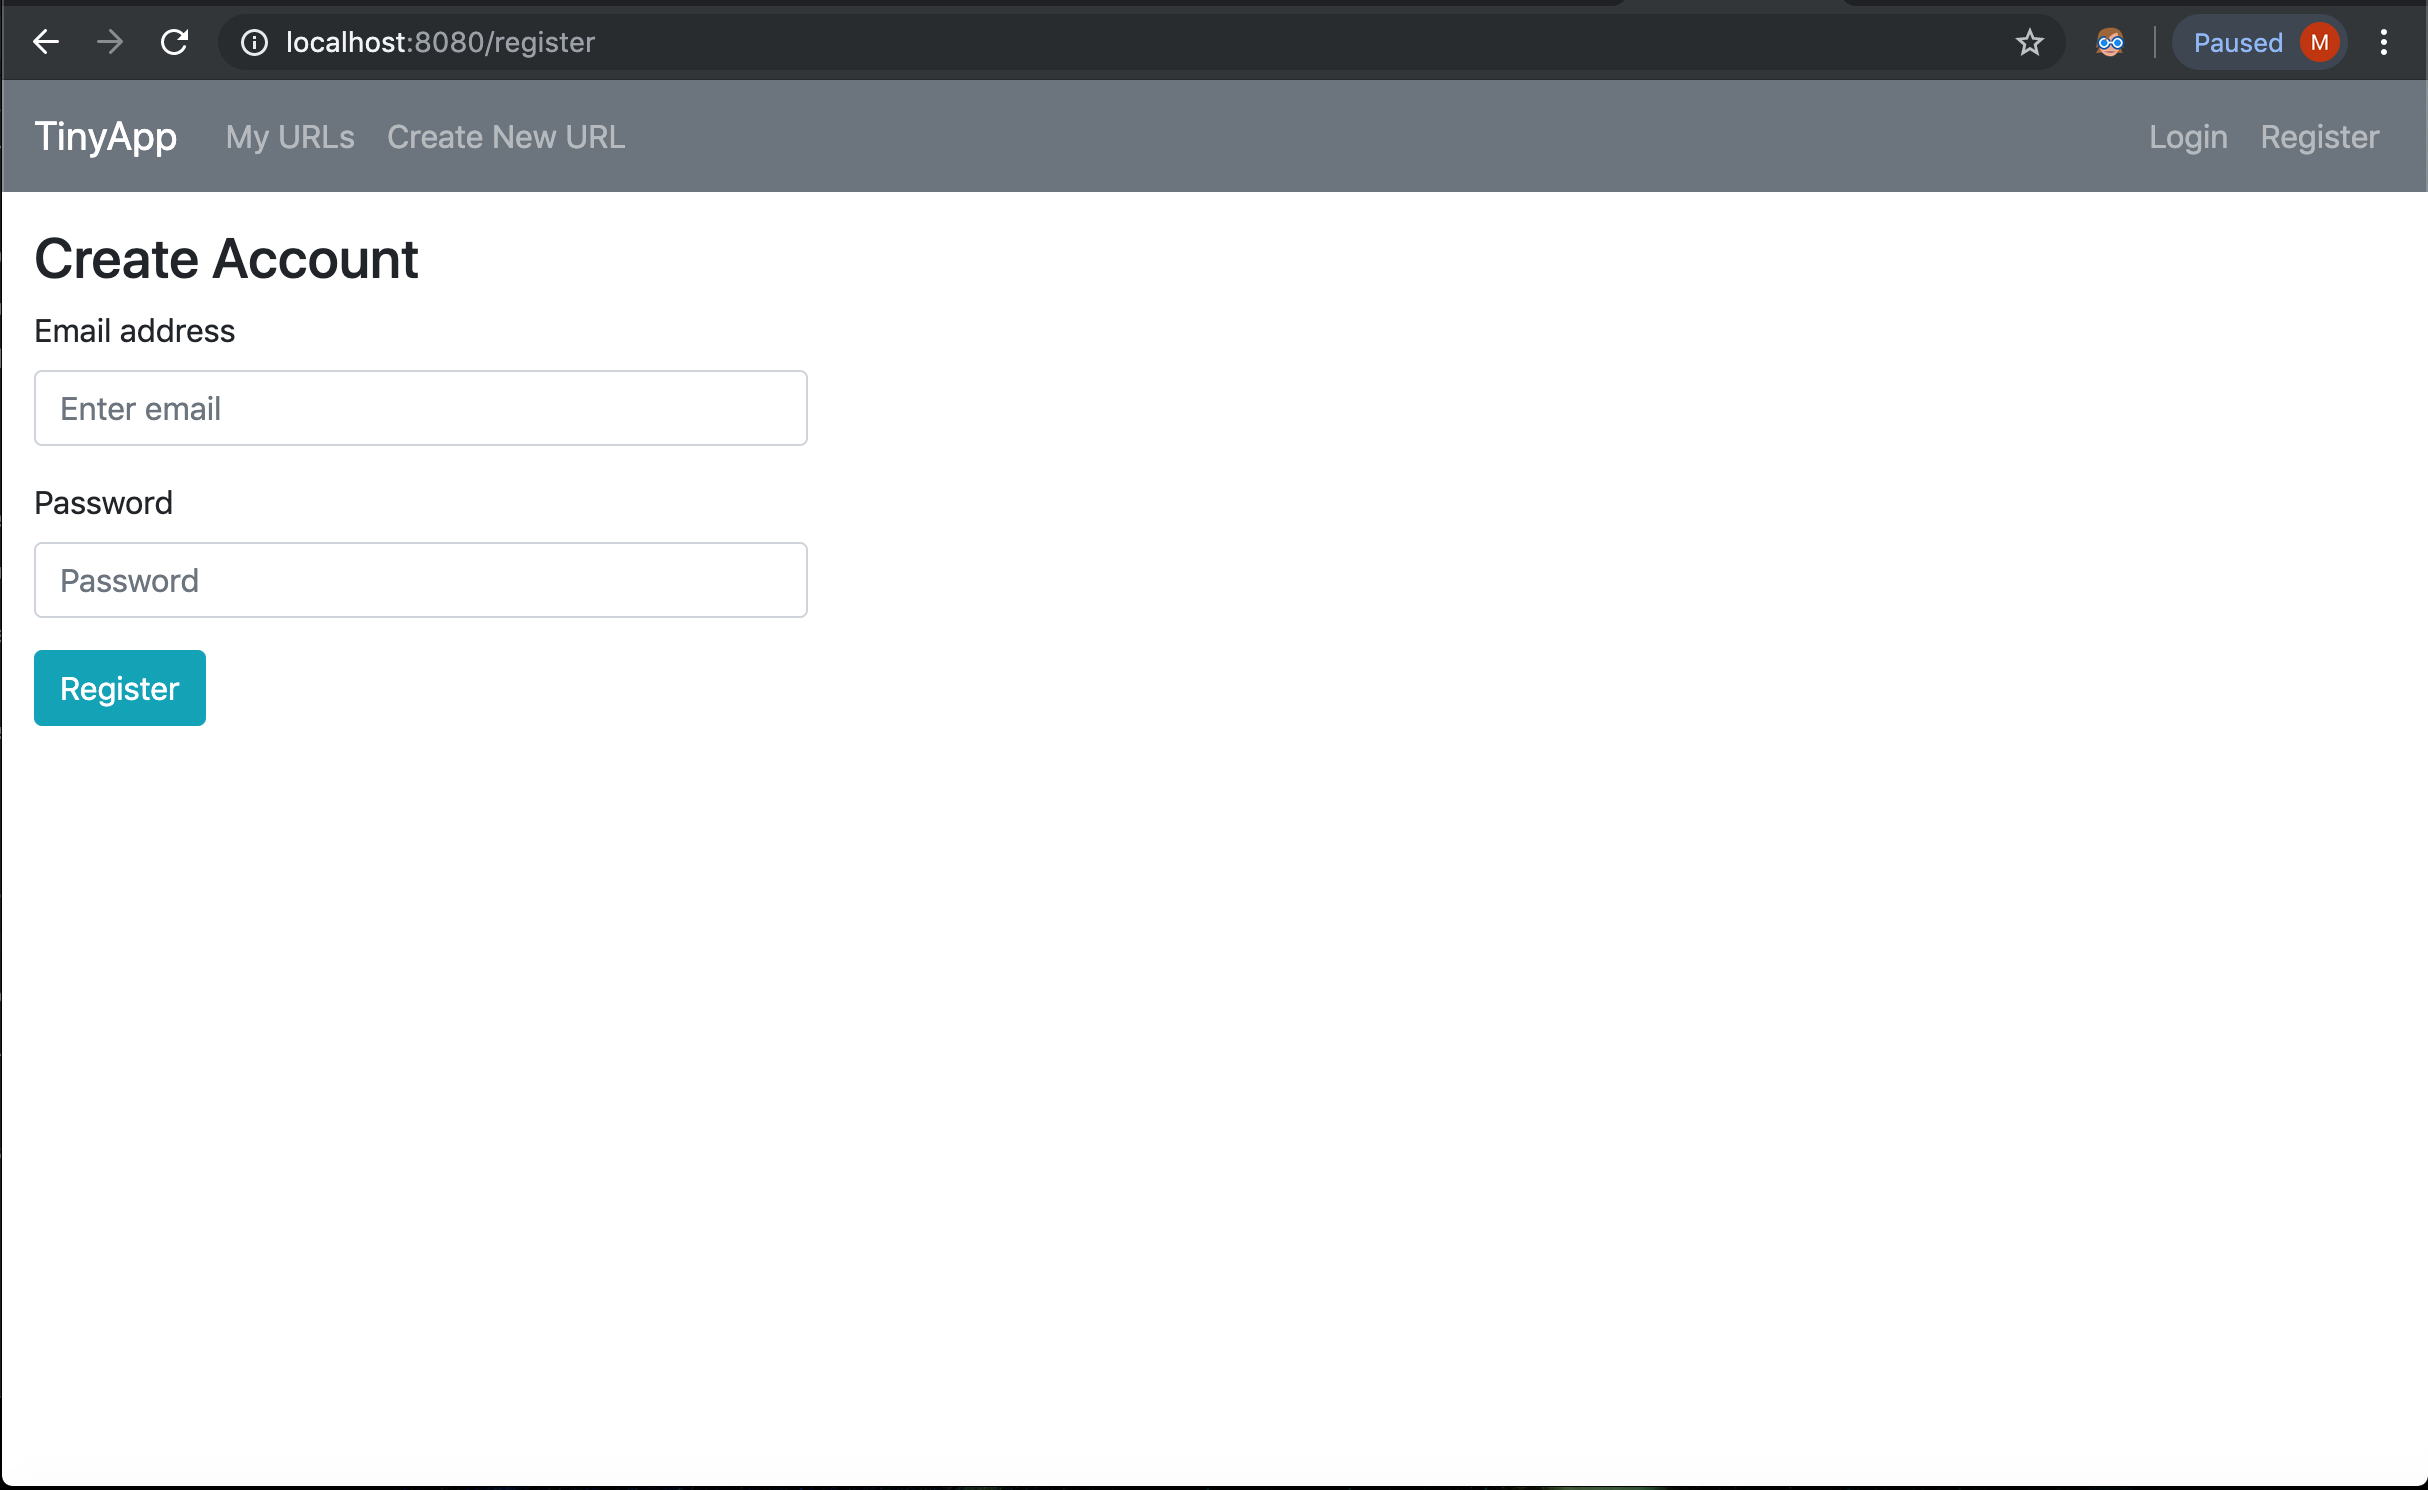 localhost:8080/register
Paused M
TinyApp My URLs Create New URL Login Register
Create Account
Email address
Enter email
Password
Password
Register